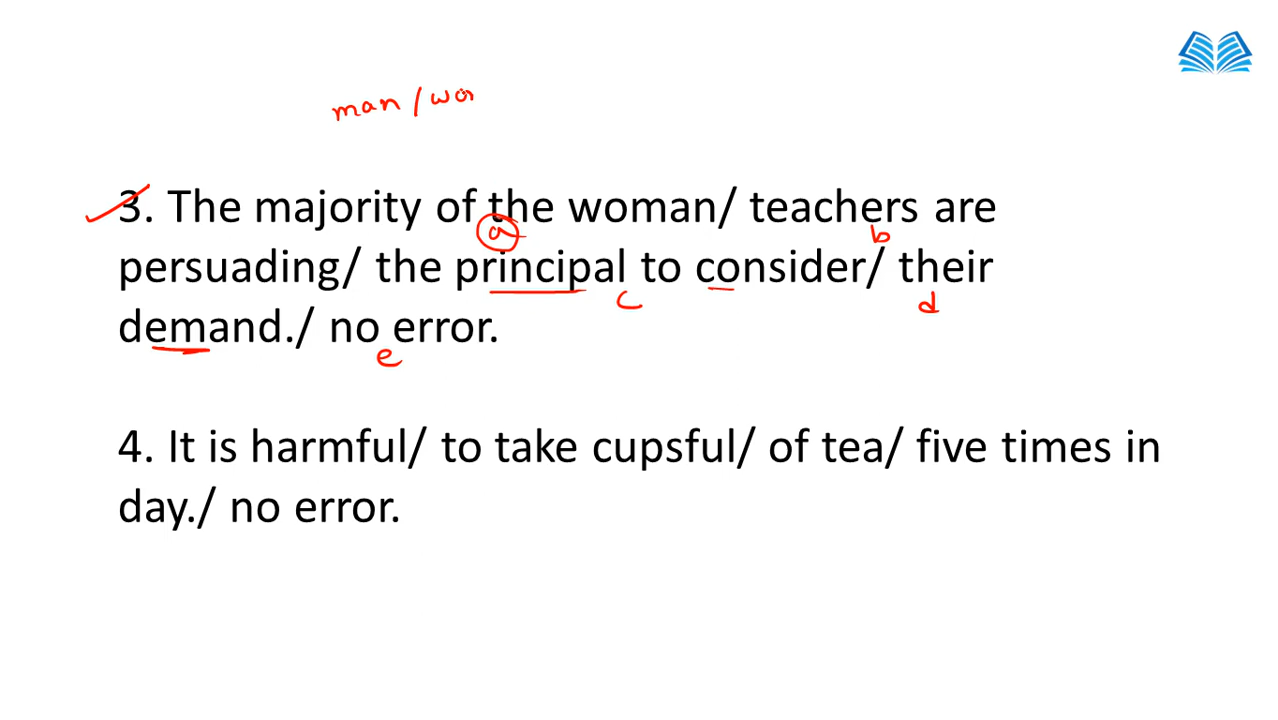 man / wo
3. The majority of the woman/ teachers are
a
b
persuading/ the principal to consider/ their
c
d
demand./ no error.
e
4. It is harmful/ to take cupsful/ of tea/ five times in
day./ no error.